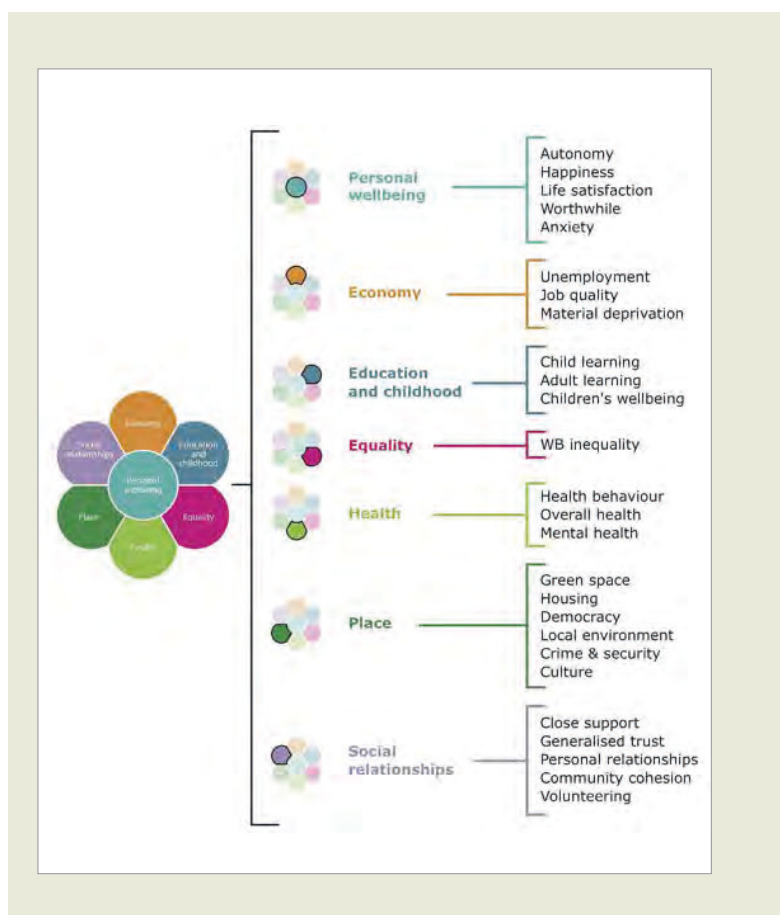 Economy
Social
relationships
Education
and
childhood
Personal
wellbeing
Place
Equality
Health
Personal
wellbeing
Autonomy
Happiness
Life satisfaction
Worthwhile
Anxiety
Economy
Unemployment
Job quality
Material deprivation
Education
and childhood
Child learning
Adult learning
Children's wellbeing
Equality
WB inequality
Health
Health behaviour
Overall health
Mental health
Place
Green space
Housing
Democracy
Local environment
Crime & security
Culture
Social
relationships
Close support
Generalised trust
Personal relationships
Community cohesion
Volunteering